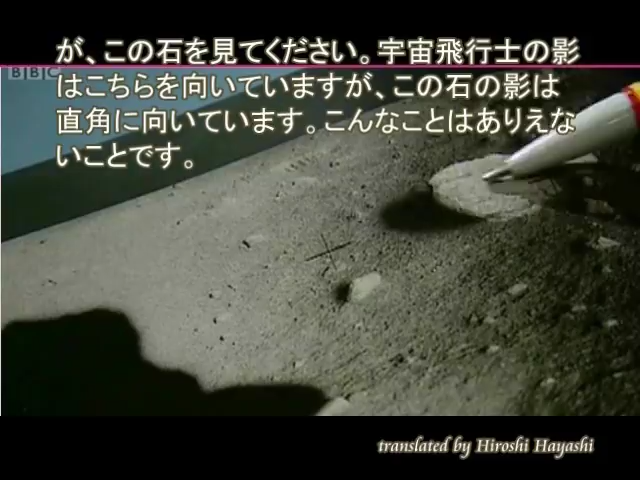 が、この石を見てください。宇宙飛行士の影
BBC
はこちらを向いていますが、この石の影は
直角に向いています。こんなことはありえな
いことです。
translated by Hiroshi Hayashi